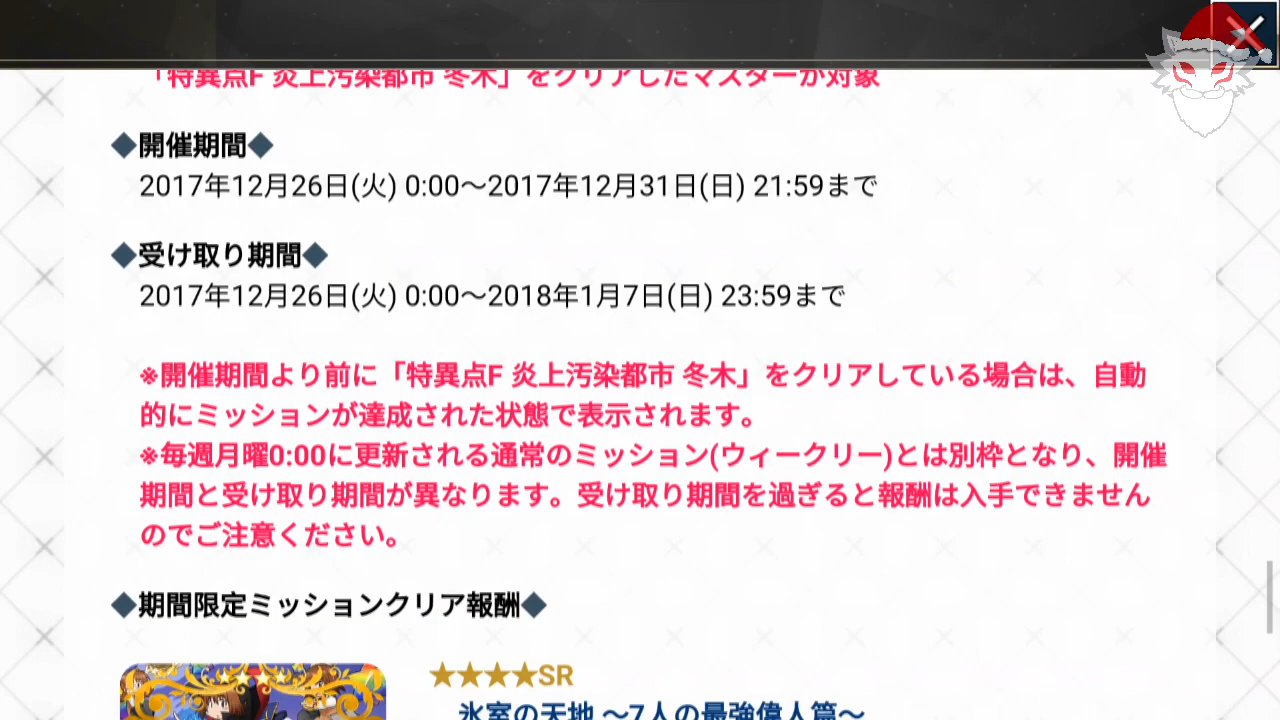 「特異点F 炎上汚染都市 冬木」をクリアしたマスターが対象
◆開催期間◆
2017年12月26日(火) 0:00～2017年12月31日(日) 21:59まで
◆受け取り期間◆
2017年12月26日(火) 0:00～2018年1月7日(日) 23:59まで
※開催期間より前に「特異点F 炎上汚染都市 冬木」をクリアしている場合は、自動
的にミッションが達成された状態で表示されます。
※毎週月曜0:00に更新される通常のミッション(ウィークリー)とは別枠となり、開催
期間と受け取り期間が異なります。受け取り期間を過ぎると報酬は入手できません
のでご注意ください。
◆期間限定ミッションクリア報酬◆
★★★★SR
氷室の天地 ～7人の最強偉人篇～